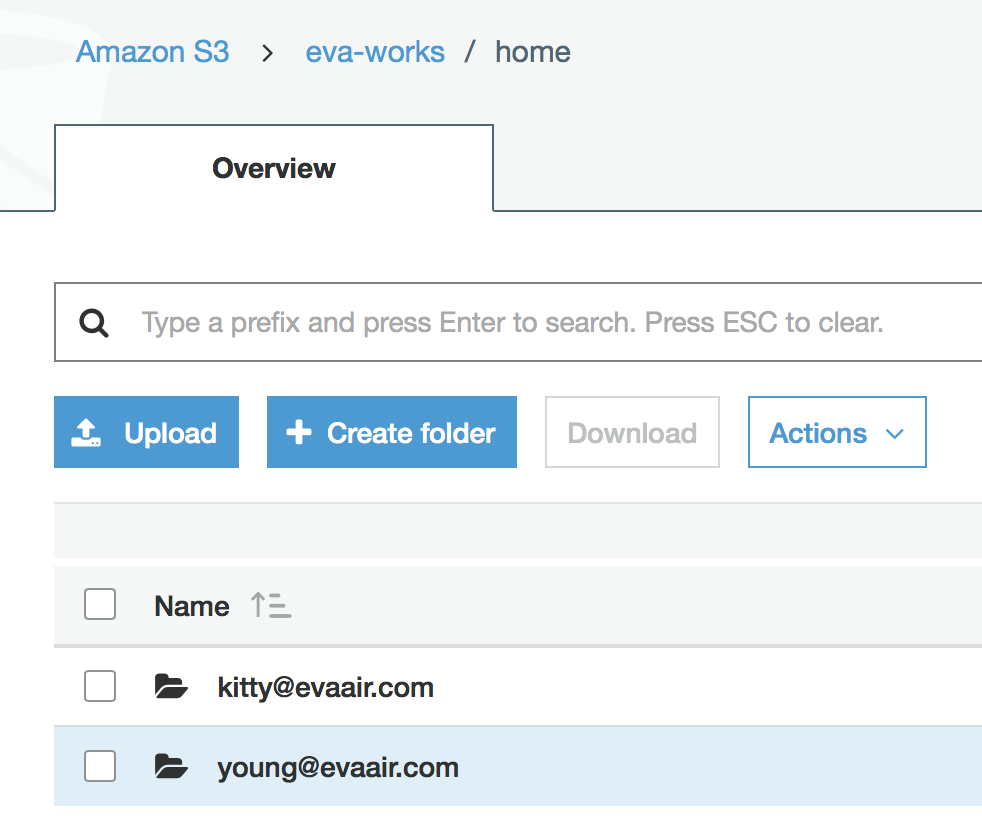 Amazon S3 > eva-works / home
Overview
Type a prefix and press Enter to search. Press ESC to clear.
Upload Create folder Download Actions
Name
kitty@evaair.com
young@evaair.com